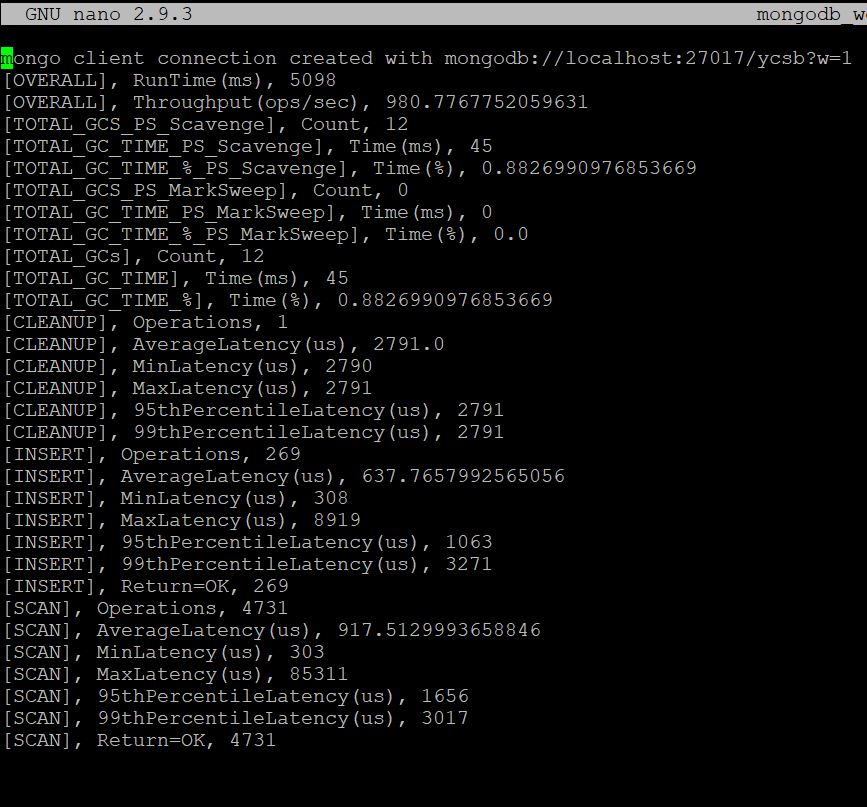 GNU nano 2.9.3 mongodb_w
mongo client connection created with mongodb://localhost:27017/ycsb?w=1
[OVERALL], RunTime(ms), 5098
[OVERALL], Throughput(ops/sec), 980.7767752059631
[TOTAL_GCS_PS_Scavenge], Count, 12
[TOTAL_GC_TIME_PS_Scavenge], Time(ms), 45
[TOTAL_GC_TIME_%_PS_Scavenge], Time(%), 0.8826990976853669
[TOTAL_GCS_PS_MarkSweep], Count, 0
[TOTAL_GC_TIME_PS_MarkSweep], Time(ms), 0
[TOTAL_GC_TIME_%_PS_MarkSweep], Time(%), 0.0
[TOTAL_GCs], Count, 12
[TOTAL_GC_TIME], Time(ms), 45
[TOTAL_GC_TIME_%], Time(%), 0.8826990976853669
[CLEANUP], Operations, 1
[CLEANUP], AverageLatency(us), 2791.0
[CLEANUP], MinLatency(us), 2790
[CLEANUP], MaxLatency(us), 2791
[CLEANUP], 95thPercentileLatency(us), 2791
[CLEANUP], 99thPercentileLatency(us), 2791
[INSERT], Operations, 269
[INSERT], AverageLatency(us), 637.7657992565056
[INSERT], MinLatency(us), 308
[INSERT], MaxLatency(us), 8919
[INSERT], 95thPercentileLatency(us), 1063
[INSERT], 99thPercentileLatency(us), 3271
[INSERT], Return=OK, 269
[SCAN], Operations, 4731
[SCAN], AverageLatency(us), 917.5129993658846
[SCAN], MinLatency(us), 303
[SCAN], MaxLatency(us), 85311
[SCAN], 95thPercentileLatency(us), 1656
[SCAN], 99thPercentileLatency(us), 3017
[SCAN], Return=OK, 4731